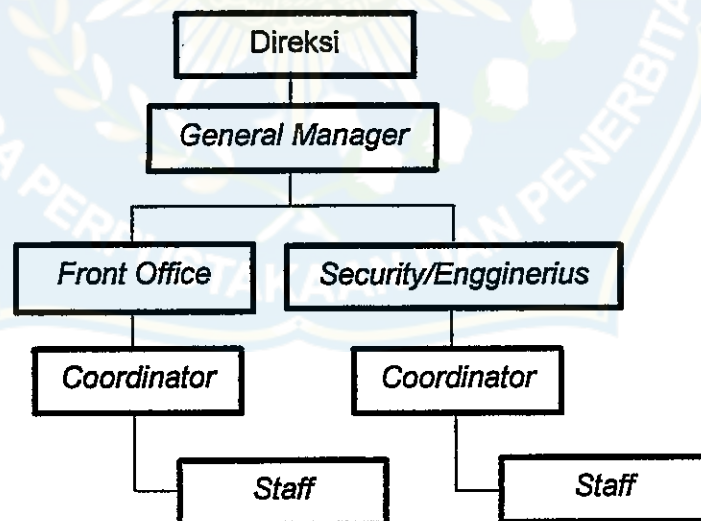 Direksi
General Manager
Front Office
Security/Engginerius
Coordinator
Coordinator
Staff
Staff